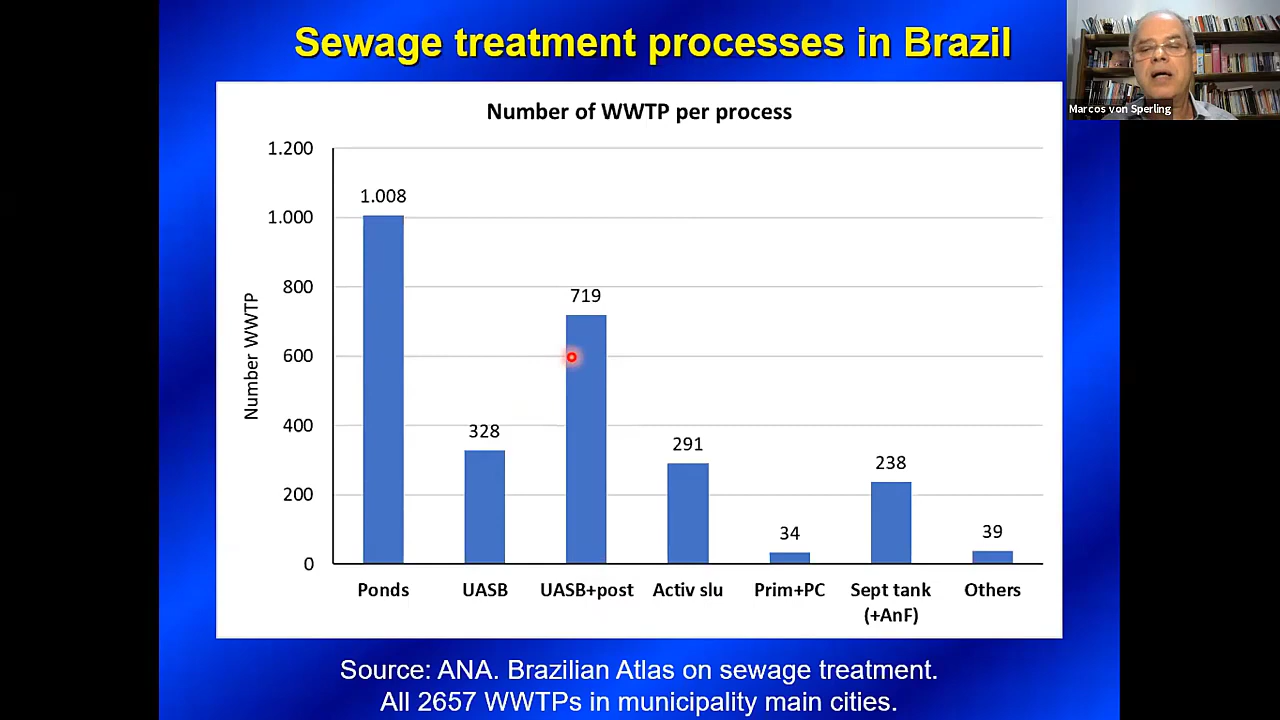 Sewage treatment processes in Brazil
Marcos von Sperling
Number of WWTP per process
Number WWTP
1.200
1.000
800
600
400
200
0
1.008
328
719
291
34
238
39
Ponds
UASB
UASB+post
Activ slu
Prim+PC
Sept tank
(+AnF)
Others
Source: ANA. Brazilian Atlas on sewage treatment.
All 2657 WWTPs in municipality main cities.